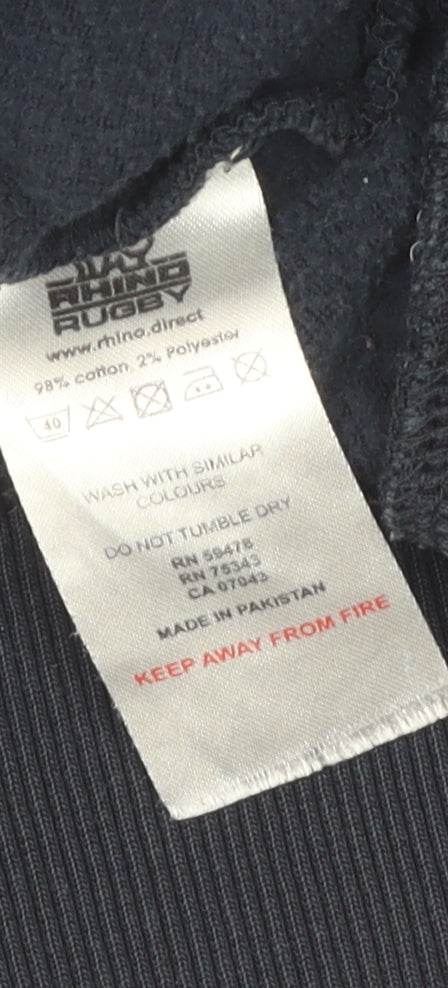 RHINO
RUGBY
www.rhino.direct
98% cotton, 2% Polyester
40
WASH WITH SIMILAR
COLOURS
DO NOT TUMBLE DRY
RN 59478
RN 75343
CA 07043
MADE IN PAKISTAN
KEEP AWAY FROM FIRE